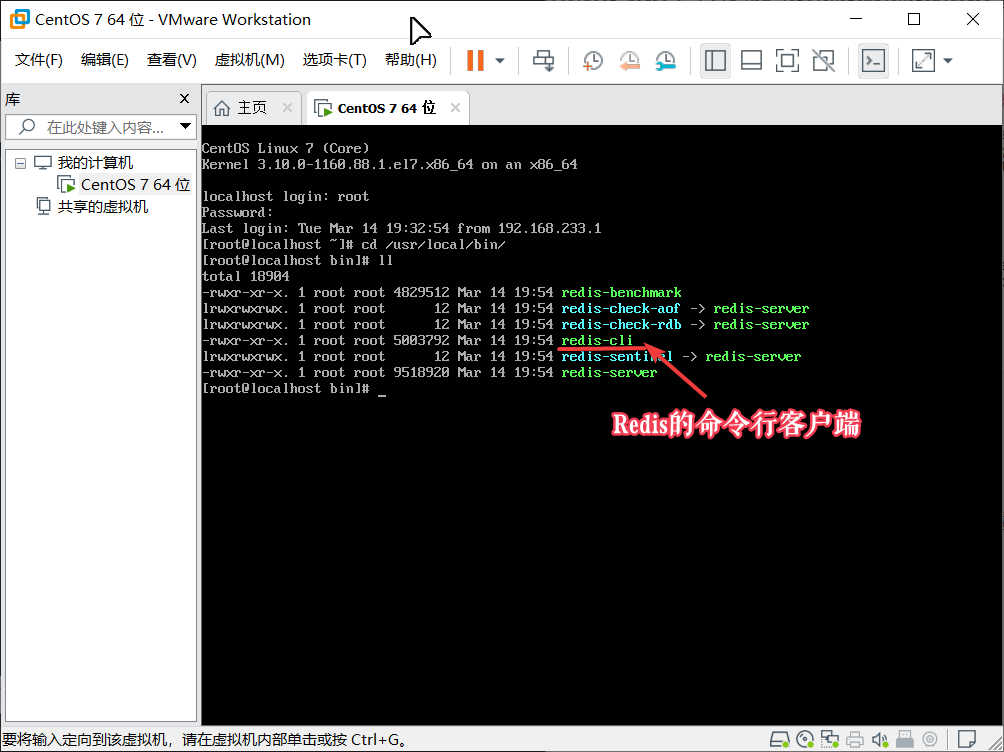 CentOS 7 64 位 - VMware Workstation
文件(F) 编辑(E) 查看(V) 虚拟机(M) 选项卡(T) 帮助(H)
库
主页
CentOS 7 64 位
在此处键入内容...
我的计算机
CentOS 7 64 位
共享的虚拟机
CentOS Linux 7 (Core)
Kernel 3.10.0-1160.88.1.el7.x86_64 on an x86_64
localhost login: root
Password:
Last login: Tue Mar 14 19:32:54 from 192.168.233.1
[root@localhost ~]# cd /usr/local/bin/
[root@localhost bin]# ll
total 18904
-rwxr-xr-x. 1 root root 4829512 Mar 14 19:54 redis-benchmark
lrwxrwxrwx. 1 root root      12 Mar 14 19:54 redis-check-aof -> redis-server
lrwxrwxrwx. 1 root root      12 Mar 14 19:54 redis-check-rdb -> redis-server
-rwxr-xr-x. 1 root root 5003792 Mar 14 19:54 redis-cli
lrwxrwxrwx. 1 root root      12 Mar 14 19:54 redis-sentinel -> redis-server
-rwxr-xr-x. 1 root root 9518920 Mar 14 19:54 redis-server
[root@localhost bin]# _
Redis的命令行客户端
要将输入定向到该虚拟机，请在虚拟机内部单击或按 Ctrl+G。